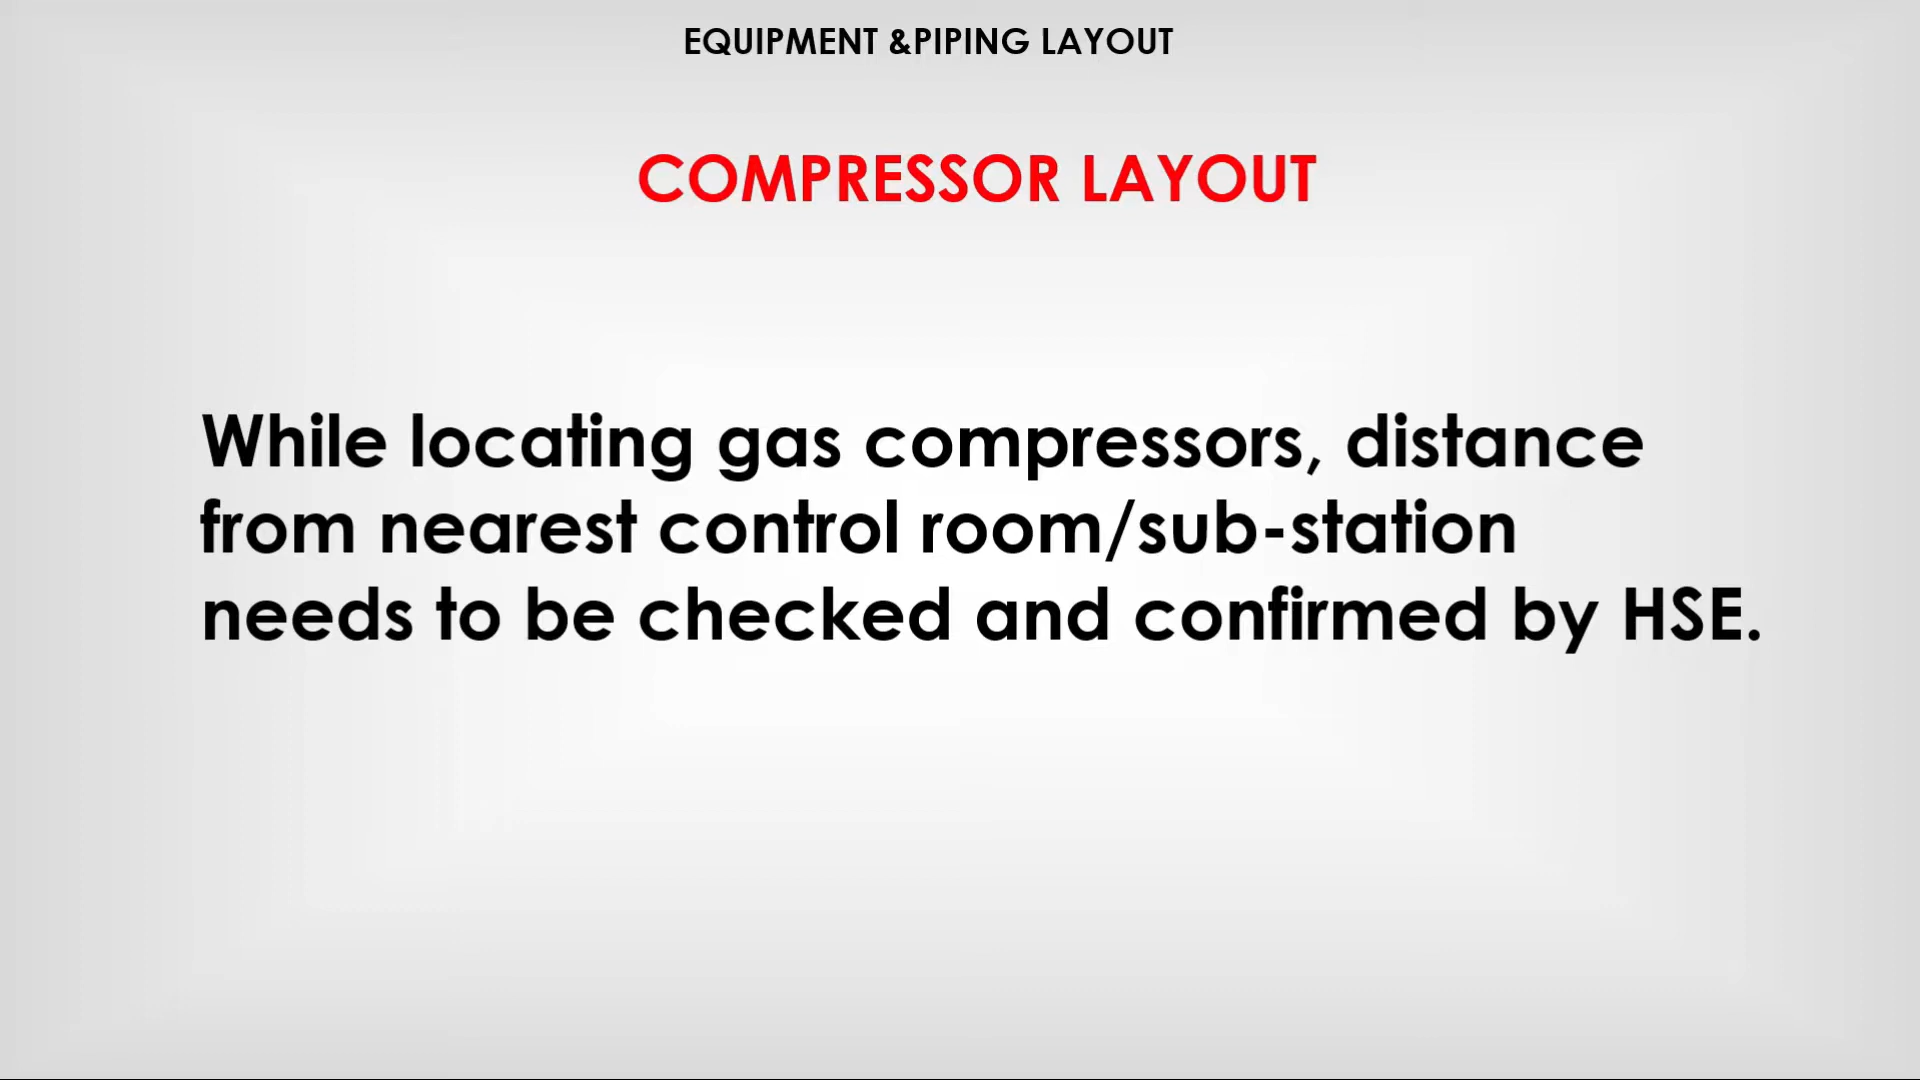 EQUIPMENT &PIPING LAYOUT
COMPRESSOR LAYOUT
While locating gas compressors, distance
from nearest control room/sub-station
needs to be checked and confirmed by HSE.